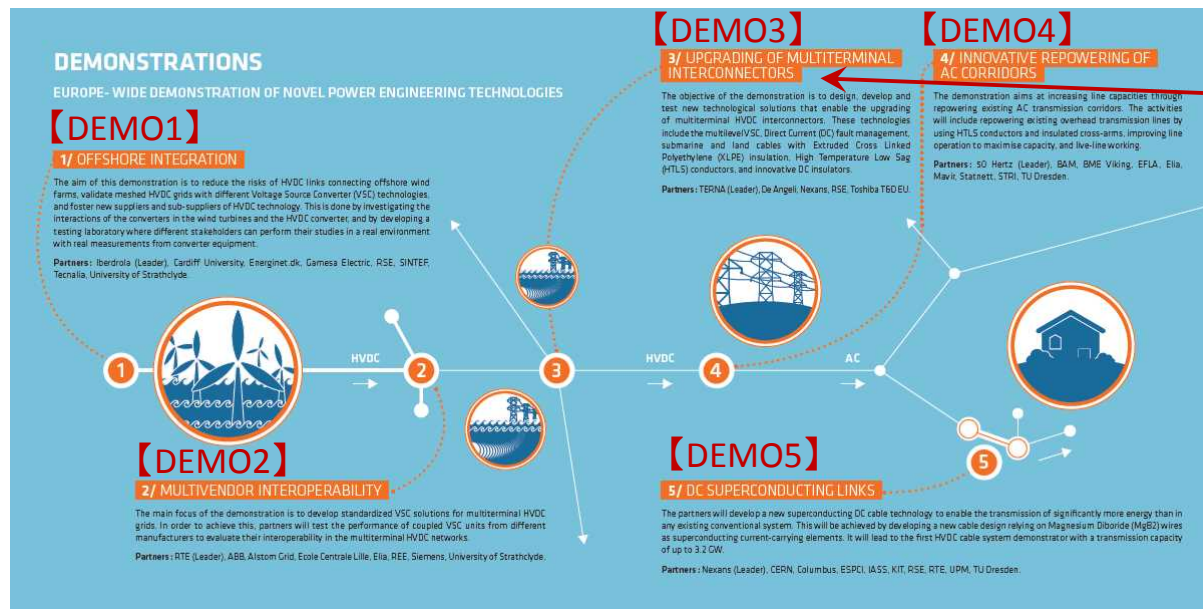 DEMONSTRATIONS
EUROPE- WIDE DEMONSTRATION OF NOVEL POWER ENGINEERING TECHNOLOGIES
【DEMO1】
1/ OFFSHORE INTEGRATION
The aim of this demonstration is to reduce the risks of HVDC links connecting offshore wind
farms, validate meshed HVDC grids with different Voltage Source Converter (VSC) technologies,
and foster new suppliers and sub-suppliers of HVDC technology. This is done by investigating the
interactions of the converters in the wind turbines and the HVDC converter, and by developing a
testing laboratory where different stakeholders can perform their studies in a real environment
with real measurements from converter equipment.
Partners: Iberdrola (Leader), Cardiff University, Energinet.dk, Gamesa Electric, RSE, SINTEF,
Tecnalia, University of Strathclyde.
【DEMO3】
3/ UPGRADING OF MULTITERMINAL
INTERCONNECTORS
The objective of the demonstration is to design, develop and
test new technological solutions that enable the upgrading
of multiterminal HVDC interconnectors. These technologies
include the multilevel VSC, Direct Current (DC) fault management,
submarine and land cables with Extruded Cross Linked
Polyethylene (XLPE) insulation, High Temperature Low Sag
(HTLS) conductors, and innovative DC insulators.
Partners: TERNA (Leader), De Angeli, Nexans, RSE, Toshiba T&D EU.
【DEMO4】
4/ INNOVATIVE REPOWERING OF
AC CORRIDORS
The demonstration aims at increasing line capacities through
repowering existing AC transmission corridors. The activities
will include repowering existing overhead transmission lines by
using HTLS conductors and insulated cross-arms, improving line
operation to maximise capacity, and live-line working.
Partners: 50 Hertz (Leader), BAM, BME Viking, EFLA, Elia,
Mavir, Statnett, STRI, TU Dresden.
1
HVDC
2
3
HVDC
4
AC
5
【DEMO2】
2/ MULTIVENDOR INTEROPERABILITY
The main focus of the demonstration is to develop standardized VSC solutions for multiterminal HVDC
grids. In order to achieve this, partners will test the performance of coupled VSC units from different
manufacturers to evaluate their interoperability in the multiterminal HVDC networks.
Partners: RTE (Leader), ABB, Alstom Grid, Ecole Centrale Lille, Elia, REE, Siemens, University of Strathclyde.
【DEMO5】
5/ DC SUPERCONDUCTING LINKS
The partners will develop a new superconducting DC cable technology to enable the transmission of significantly more energy than in
any existing conventional system. This will be achieved by developing a new cable design relying on Magnesium Diboride (MgB2) wires
as superconducting current-carrying elements. It will lead to the first HVDC cable system demonstrator with a transmission capacity
of up to 3.2 GW.
Partners: Nexans (Leader), CERN, Columbus, ESPCI, IASS, KIT, RSE, RTE, UPM, TU Dresden.